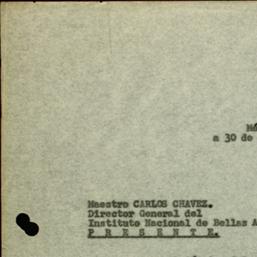 Mé
a 30 de
Maestro CARLOS CHAVEZ.
Director General del
Instituto Nacional de Bellas A
P R E S E N T E.